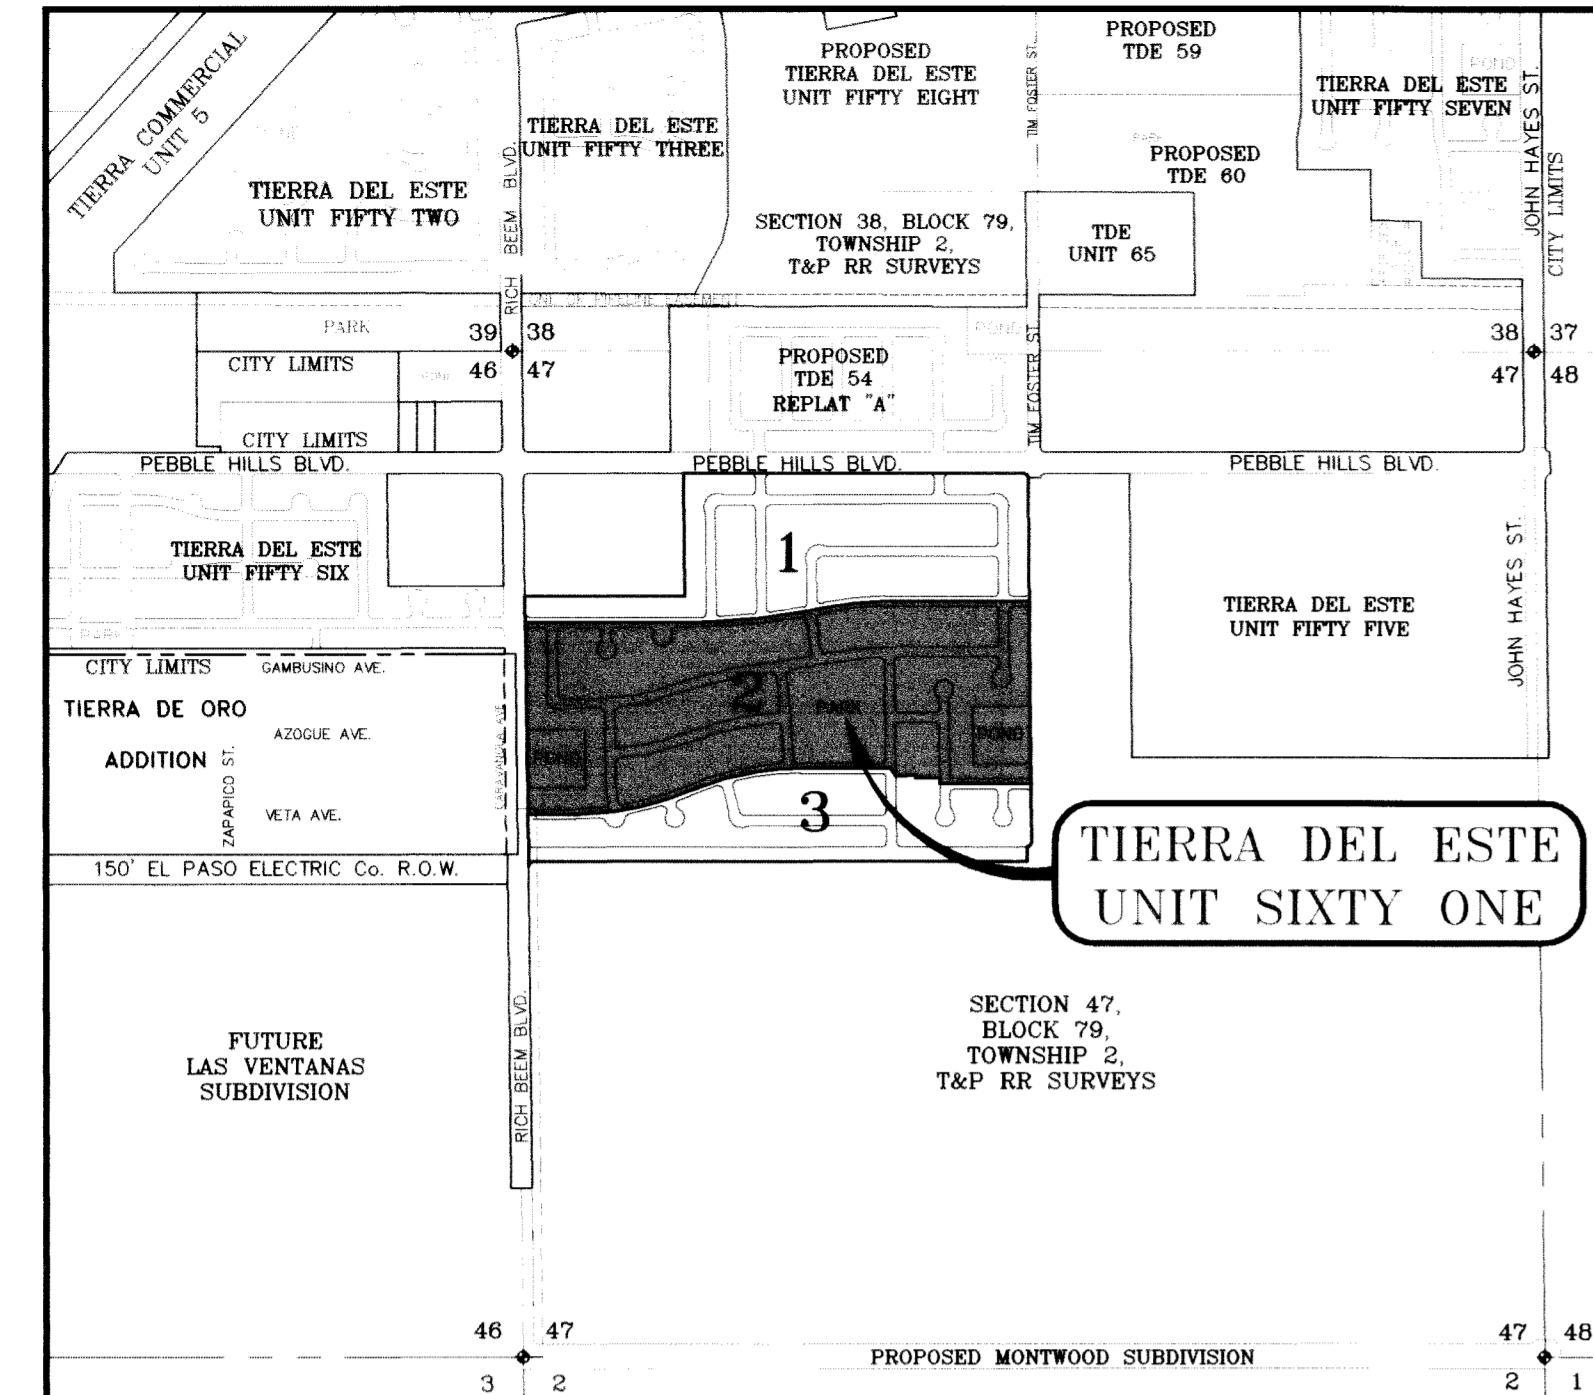 TIERRA COMMERCIAL
UNIT 5
TIERRA DEL ESTE
UNIT FIFTY TWO
TIERRA DEL ESTE
UNIT FIFTY THREE
RICH BEEM BLVD.
PROPOSED
TIERRA DEL ESTE
UNIT FIFTY EIGHT
TIM FOSTER ST.
PROPOSED
TDE 59
PARK
PROPOSED
TDE 60
POND
TIERRA DEL ESTE
UNIT FIFTY SEVEN
JOHN HAYES ST.
CITY LIMITS
SECTION 38, BLOCK 79,
TOWNSHIP 2,
T&P RR SURVEYS
TDE
UNIT 65
PARK
39 38
46 47
CITY LIMITS
POND
CITY LIMITS
PROPOSED
TDE 54
REPLAT "A"
POND
TIM FOSTER ST.
38 37
47 48
PEBBLE HILLS BLVD.
PEBBLE HILLS BLVD.
PEBBLE HILLS BLVD.
TIERRA DEL ESTE
UNIT FIFTY SIX
PARK
1
TIERRA DEL ESTE
UNIT FIFTY FIVE
JOHN HAYES ST.
CITY LIMITS
GAMBUSINO AVE.
TIERRA DE ORO
ADDITION
AZOGUE AVE.
ZAPAPICO ST.
VETA AVE.
2
PARK
POND
POND
3
150' EL PASO ELECTRIC Co. R.O.W.
TIERRA DEL ESTE
UNIT SIXTY ONE
FUTURE
LAS VENTANAS
SUBDIVISION
RICH BEEM BLVD.
SECTION 47,
BLOCK 79,
TOWNSHIP 2,
T&P RR SURVEYS
46 47
3 2
PROPOSED MONTWOOD SUBDIVISION
47 48
2 1